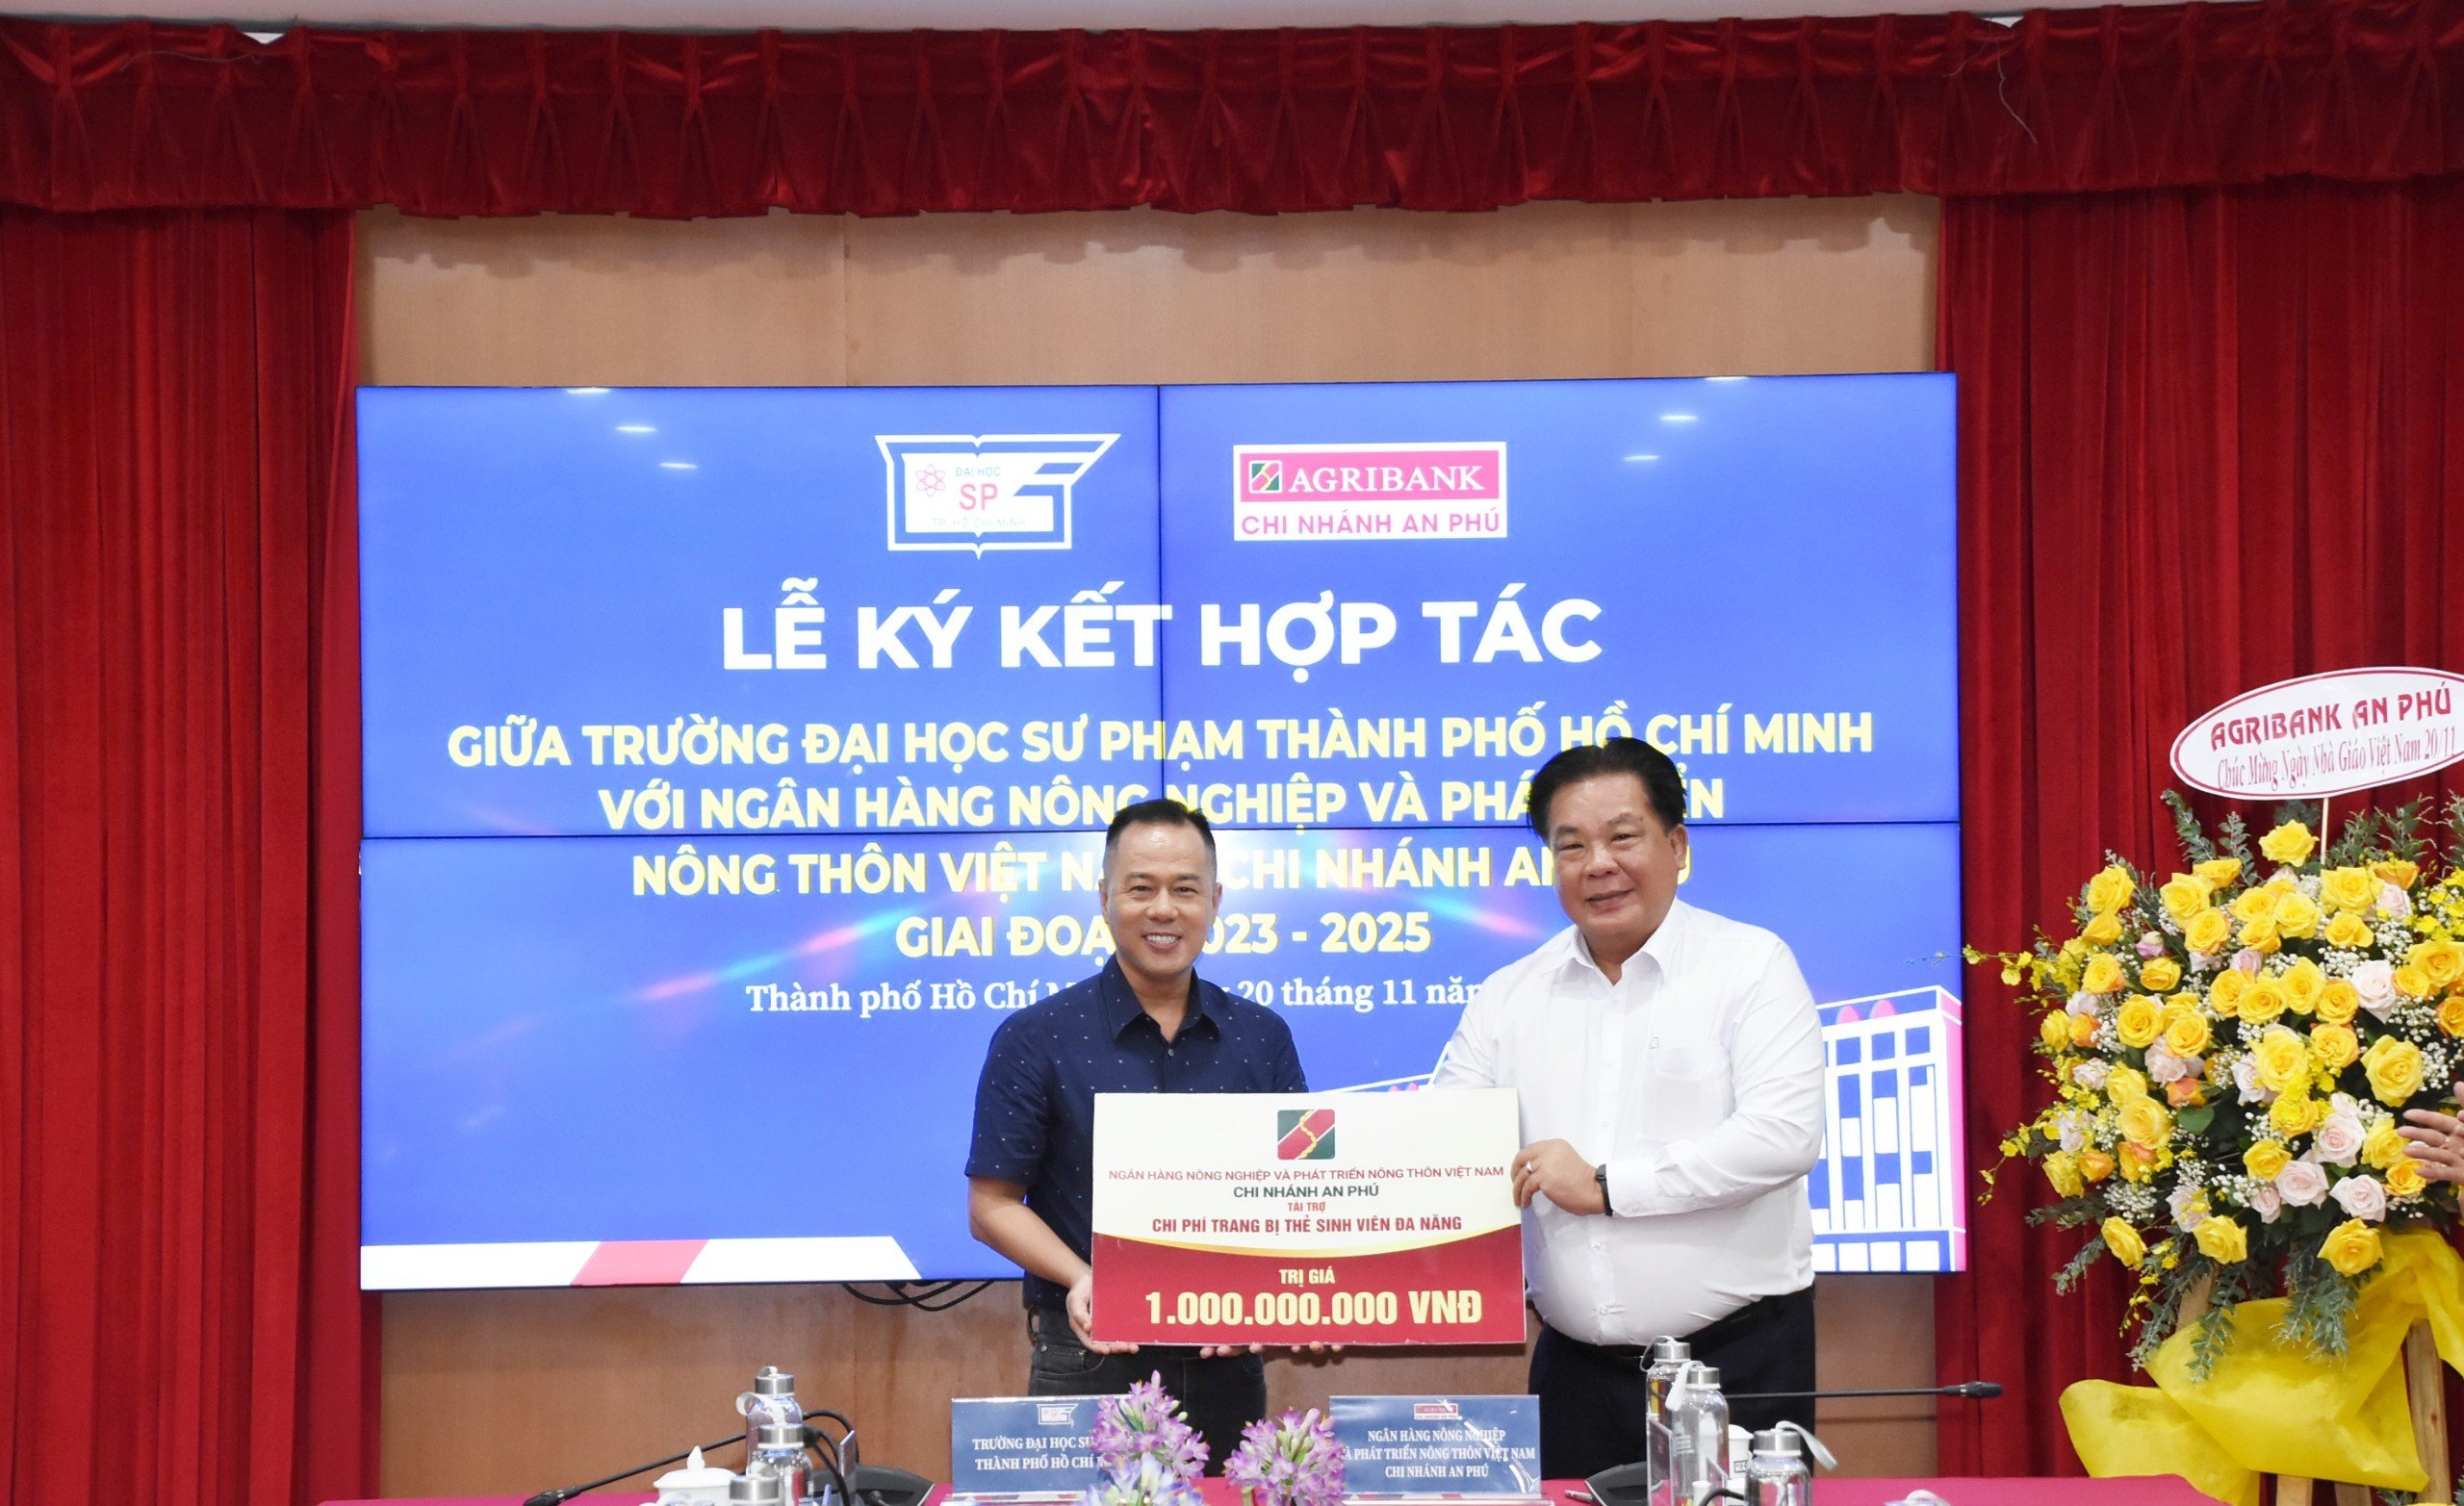 ĐẠI HỌC
SP
TP. HỒ CHÍ MINH
AGRIBANK
CHI NHÁNH AN PHÚ
LỄ KÝ KẾT HỢP TÁC
GIỮA TRƯỜNG ĐẠI HỌC SƯ PHẠM THÀNH PHỐ HỒ CHÍ MINH
VỚI NGÂN HÀNG NÔNG NGHIỆP VÀ
NÔNG THÔN VIỆT CHI NHÁNH
GIAI - 2025
Thành phố Hồ Chí 20 tháng 11
AGRIBANK AN PHÚ
Chúc Mừng Ngày Nhà Giáo Việt Nam 20/11
NGÂN HÀNG NÔNG NGHIỆP VÀ PHÁT TRIỂN NÔNG THÔN VIỆT NAM
CHI NHÁNH AN PHÚ
TÀI TRỢ
CHI PHÍ TRANG BỊ THẺ SINH VIÊN ĐA NĂNG
TRỊ GIÁ
1.000.000.000 VNĐ
TRƯỜNG ĐẠI HỌC
THÀNH PHỐ HỒ CHÍ
AGRIBANK
CHI NHÁNH AN PHÚ
NGÂN HÀNG NÔNG NGHIỆP
VÀ PHÁT TRIỂN NÔNG THÔN VIỆT NAM
CHI NHÁNH AN PHÚ